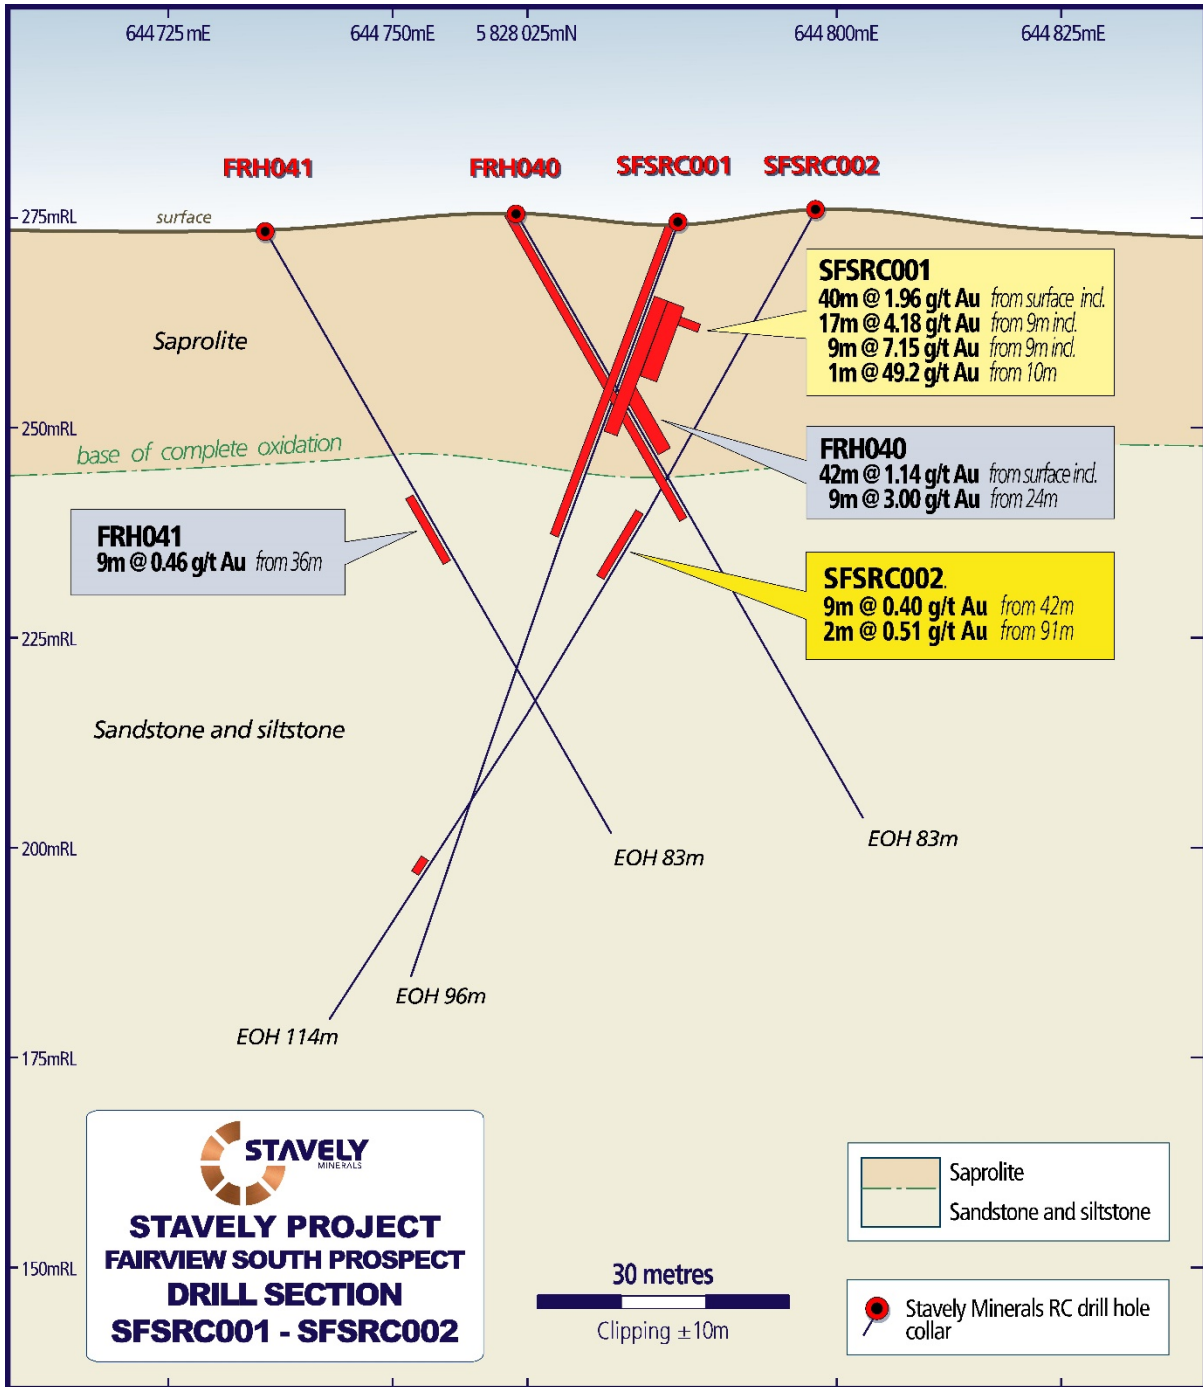 644 725 mE
644 750mE
5 828 025mN
644 800mE
644 825mE
FRH041
FRH040
SFSRC001
SFSRC002
275mRL
surface
SFSRC001
40m @ 1.96 g/t Au from surface incl.
17m @ 4.18 g/t Au from 9m incl.
9m @ 7.15 g/t Au from 9m incl.
1m @ 49.2 g/t Au from 10m
Saprolite
250mRL
base of complete oxidation
FRH040
42m @ 1.14 g/t Au from surface incl.
9m @ 3.00 g/t Au from 24m
FRH041
9m @ 0.46 g/t Au from 36m
SFSRC002.
9m @ 0.40 g/t Au from 42m
2m @ 0.51 g/t Au from 91m
225mRL
Sandstone and siltstone
200mRL
EOH 83m
EOH 83m
EOH 96m
EOH 114m
175mRL
STAVELY
MINERALS
STAVELY PROJECT
FAIRVIEW SOUTH PROSPECT
DRILL SECTION
SFSRC001 - SFSRC002
150mRL
30 metres
Clipping ±10m
Saprolite
Sandstone and siltstone
Stavely Minerals RC drill hole
collar